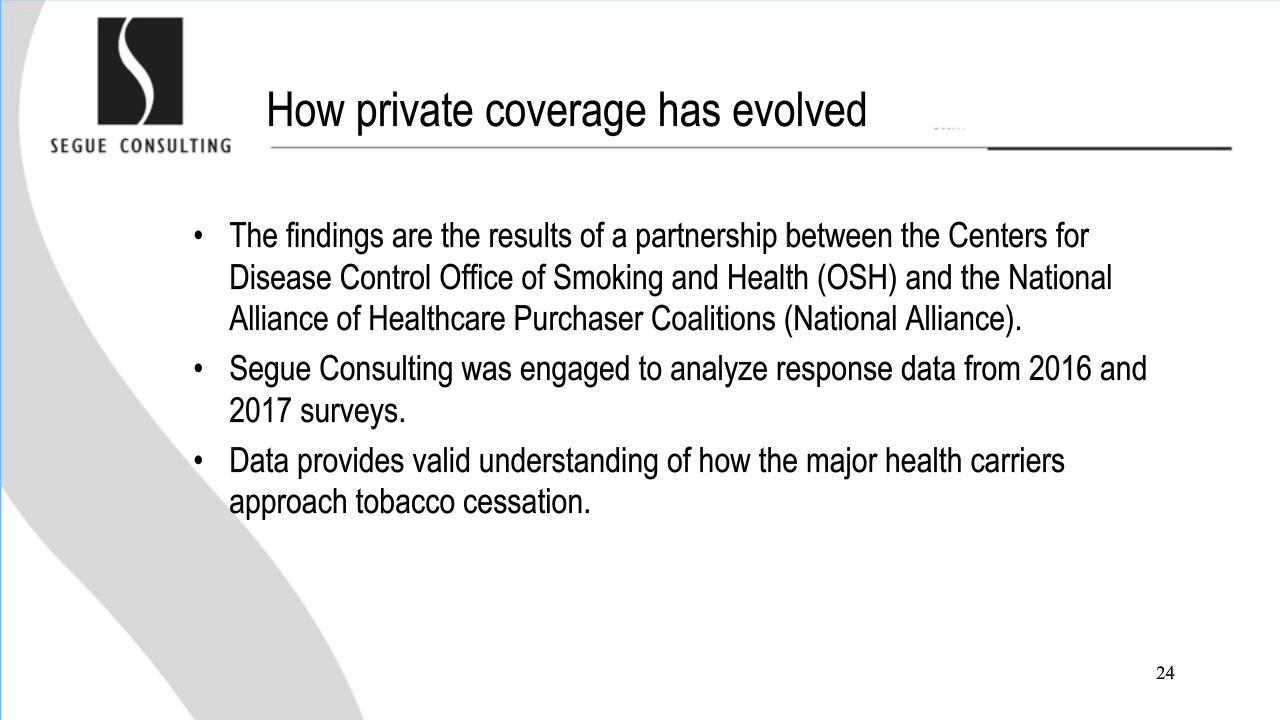 SEGUE CONSULTING
How private coverage has evolved
• The findings are the results of a partnership between the Centers for
Disease Control Office of Smoking and Health (OSH) and the National
Alliance of Healthcare Purchaser Coalitions (National Alliance).
• Segue Consulting was engaged to analyze response data from 2016 and
2017 surveys.
• Data provides valid understanding of how the major health carriers
approach tobacco cessation.
24